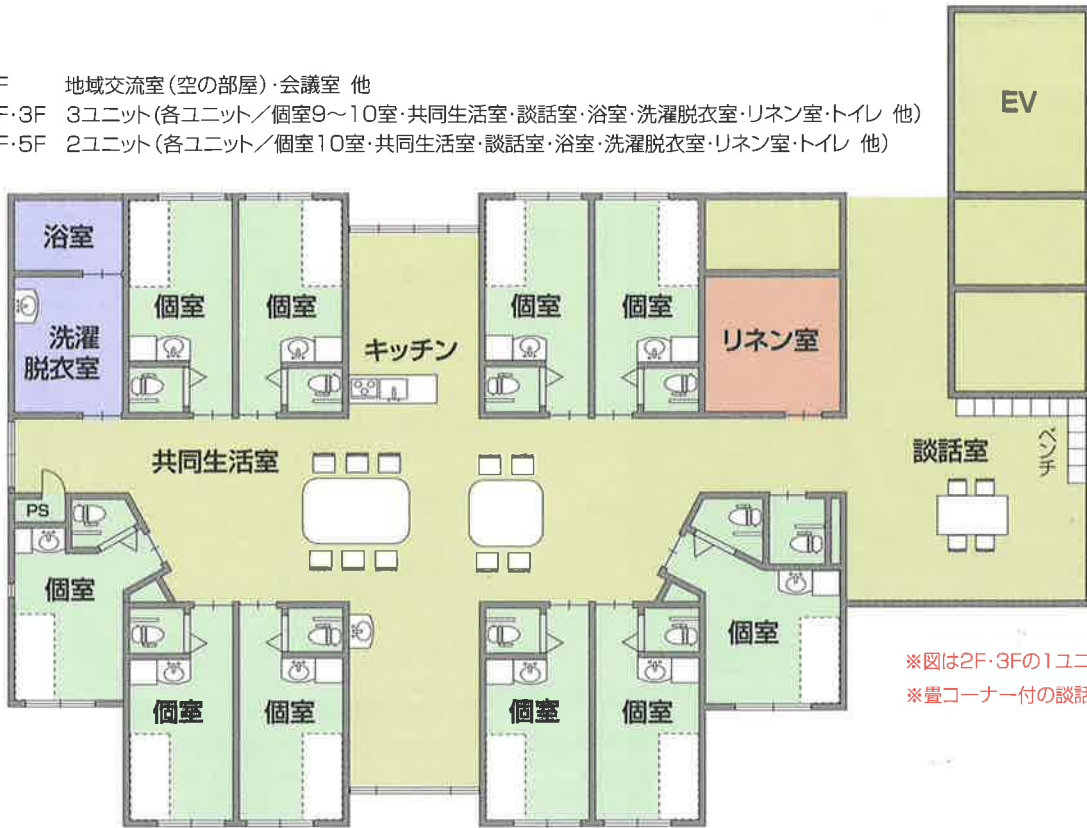 F 地域交流室(空の部屋)・会議室 他
F・3F 3ユニット(各ユニット/個室9〜10室・共同生活室・談話室・浴室・洗濯脱衣室・リネン室・トイレ 他)
F・5F 2ユニット(各ユニット/個室10室・共同生活室・談話室・浴室・洗濯脱衣室・リネン室・トイレ 他)
EV
浴室
洗濯
脱衣室
個室
個室
キッチン
個室
個室
リネン室
共同生活室
談話室
ベンチ
PS
個室
個室
個室
個室
個室
個室
※図は2F・3Fの1ユニ
※畳コーナー付の談話